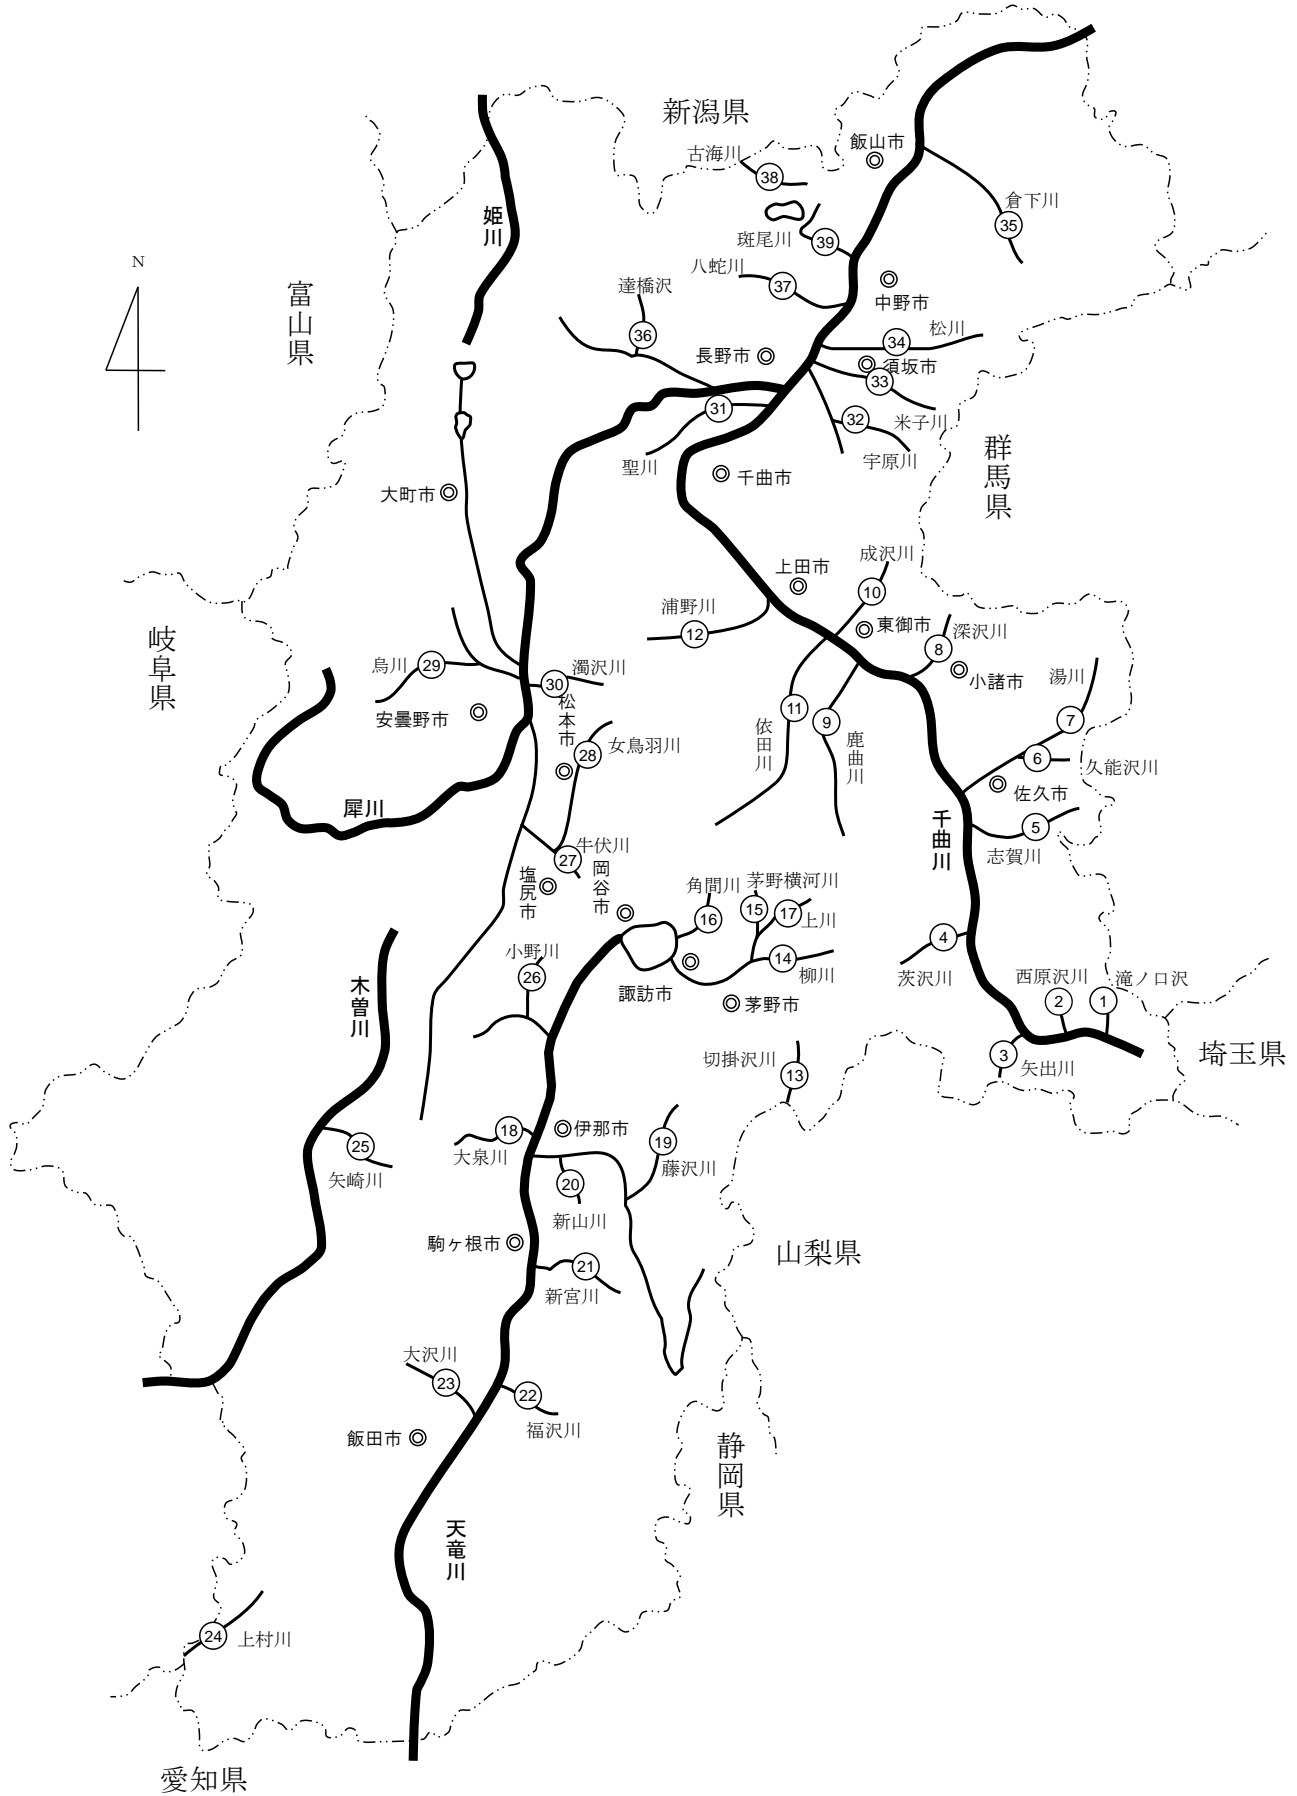 新潟県
古海川
38
飯山市
倉下川
35
姫川
斑尾川
39
N
八蛇川
37
達橋沢
36
中野市
富山県
松川
34
長野市
須坂市
33
31
32
米子川
宇原川
聖川
群馬県
千曲市
大町市
成沢川
10
上田市
浦野川
12
東御市
深沢川
8
岐阜県
烏川
29
濁沢川
30
小諸市
湯川
7
安曇野市
松本市
28
女鳥羽川
依田川
11
9
鹿曲川
6
久能沢川
佐久市
犀川
千曲川
5
志賀川
牛伏川
27
岡谷市
塩尻市
角間川
16
茅野横河川
15
17
上川
4
茨沢川
小野川
26
14
柳川
諏訪市
茅野市
西原沢川
2
滝ノ口沢
1
木曽川
切掛沢川
13
3
矢出川
埼玉県
18
大泉川
伊那市
19
藤沢川
25
矢崎川
20
新山川
駒ヶ根市
21
新宮川
山梨県
大沢川
23
22
福沢川
飯田市
静岡県
天竜川
24
上村川
愛知県